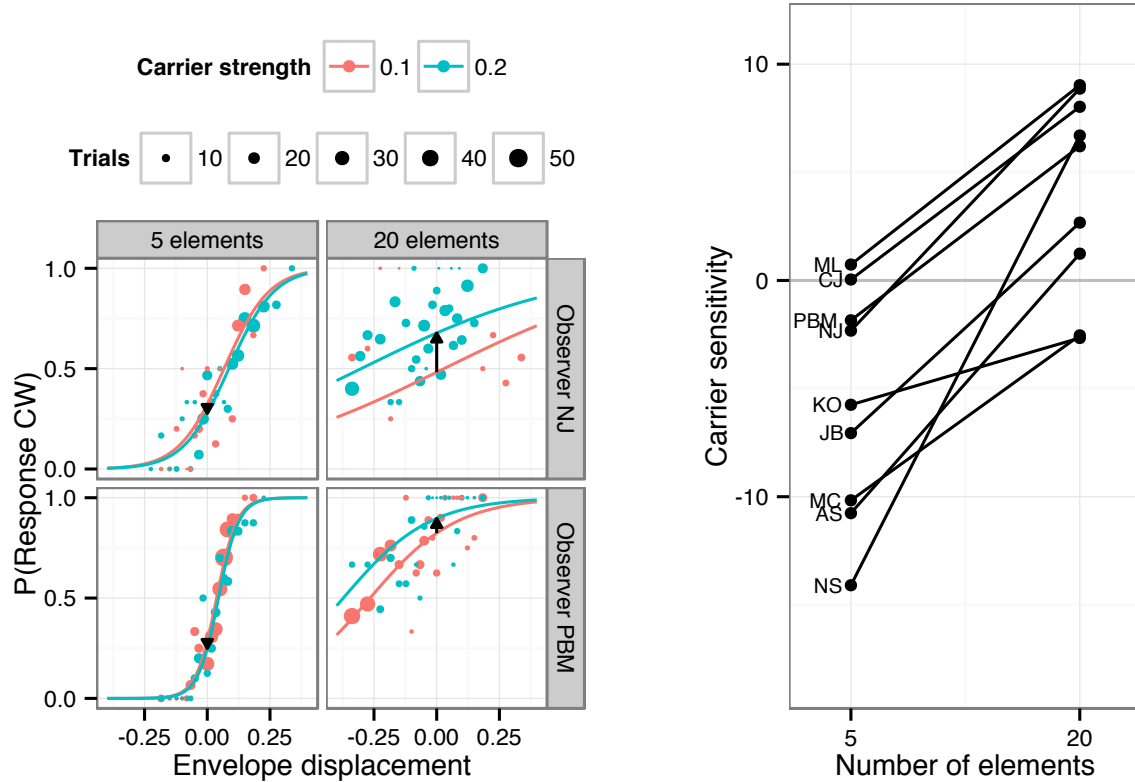 Carrier strength 0.1 0.2
Trials 10 20 30 40 50
5 elements 20 elements
1.0
0.5
0.0
Observer NJ
1.0
0.5
0.0
Observer PBM
P(Response CW)
-0.25 0.00 0.25 -0.25 0.00 0.25
Envelope displacement
10
0
-10
Carrier sensitivity
ML
CJ
PBM
NJ
KO
JB
MC
AS
NS
5 20
Number of elements